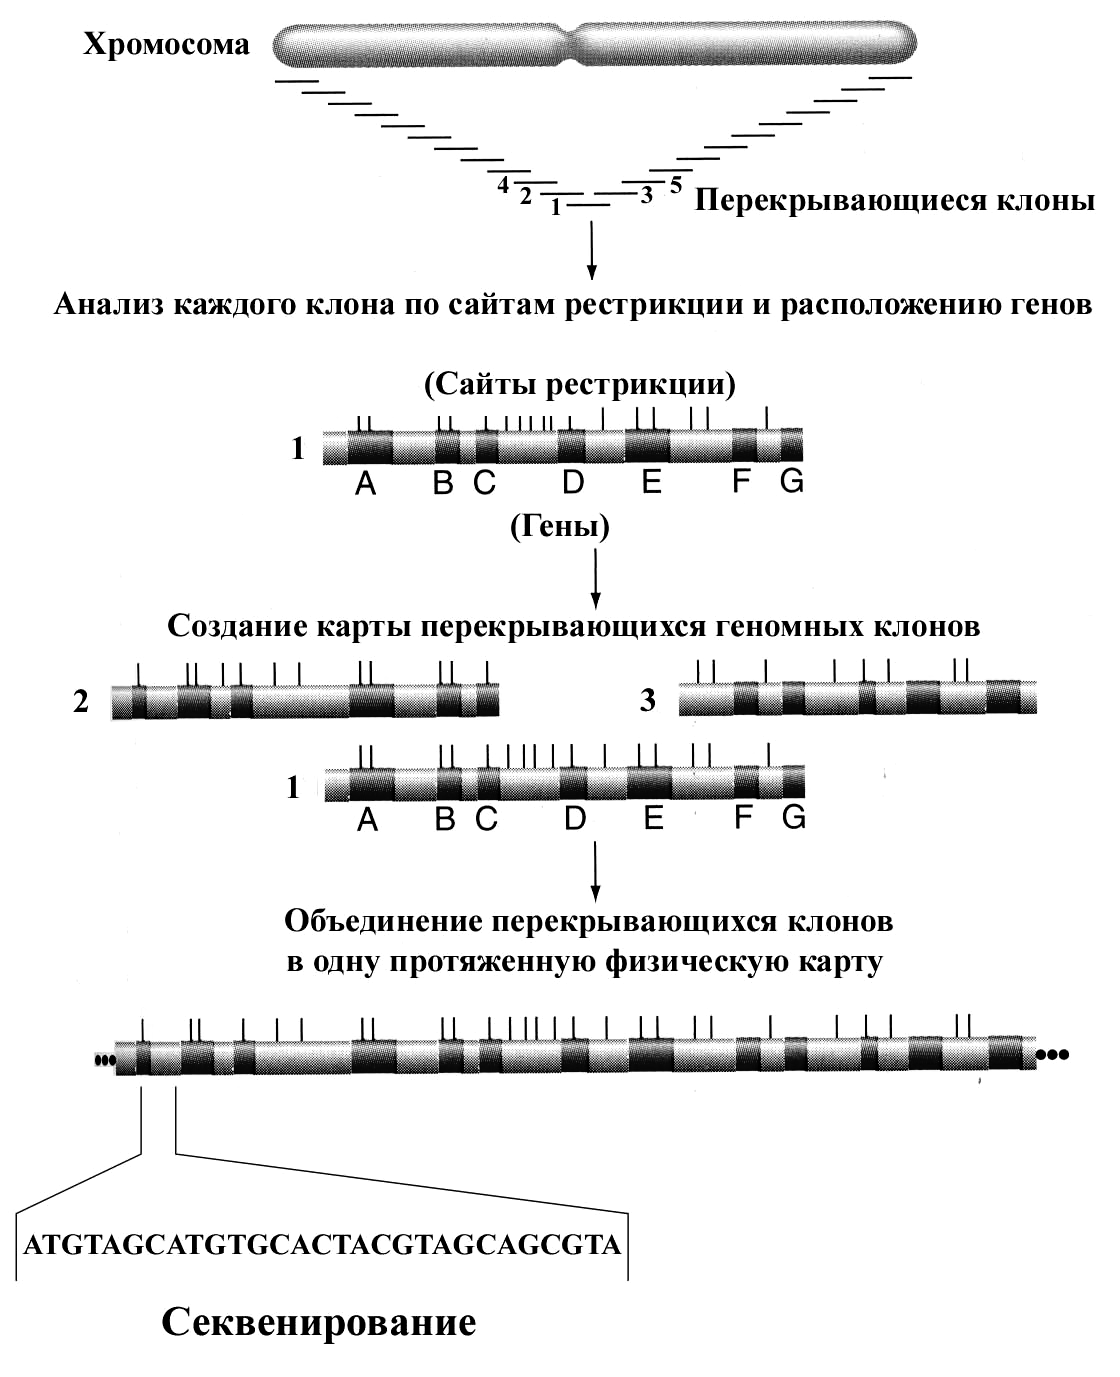 Хромосома
4 2 1 3 5
Перекрывающиеся клоны
Анализ каждого клона по сайтам рестрикции и расположению генов
(Сайты рестрикции)
1
A B C D E F G
(Гены)
Создание карты перекрывающихся геномных клонов
2 3
1
A B C D E F G
Объединение перекрывающихся клонов
в одну протяженную физическую карту
ATGTAGCATGTGCACTACGTAGCAGCGTA
Секвенирование